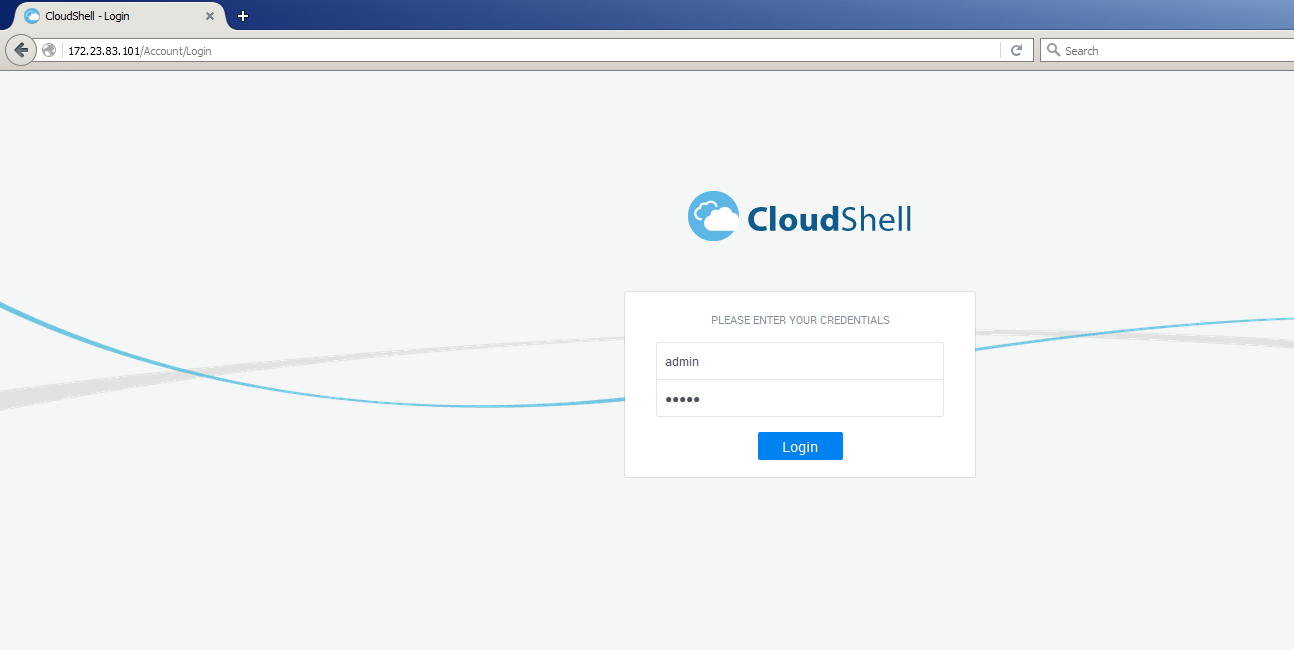 CloudShell - Login
172.23.83.101/Account/Login
Search
CloudShell
PLEASE ENTER YOUR CREDENTIALS
admin
•••••
Login